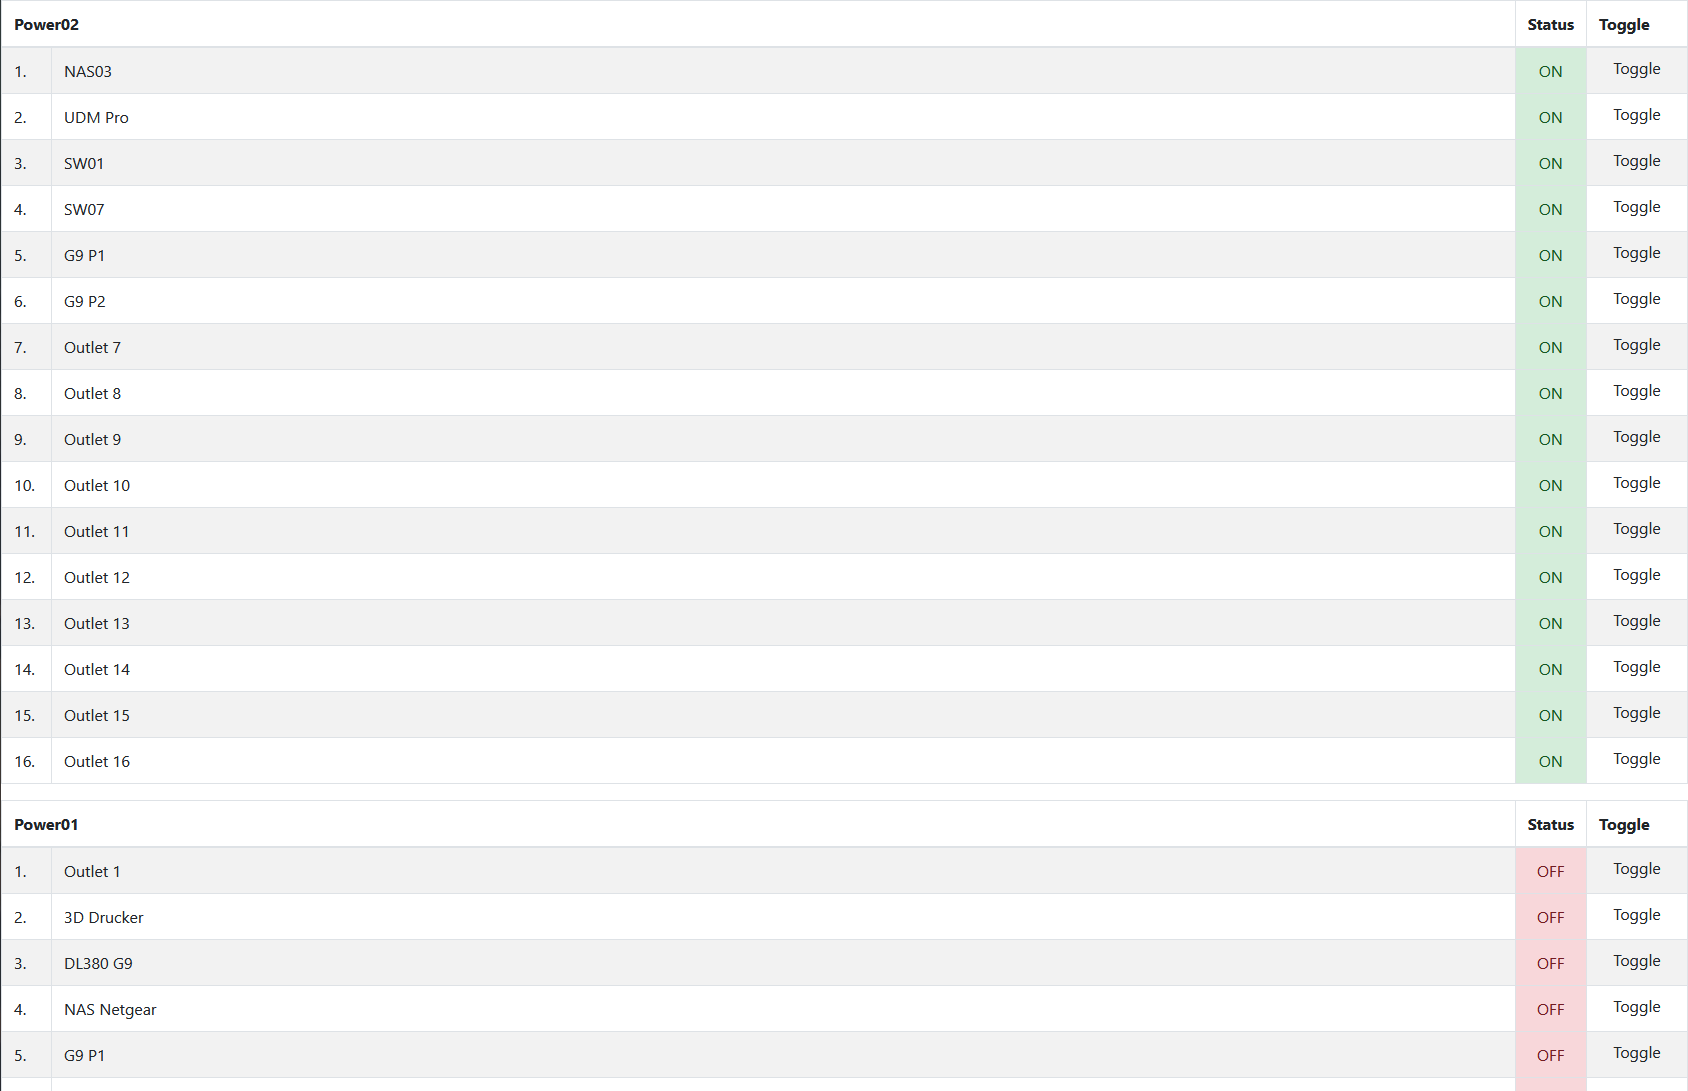 Power02 Status Toggle
1. NAS03 ON Toggle
2. UDM Pro ON Toggle
3. SW01 ON Toggle
4. SW07 ON Toggle
5. G9 P1 ON Toggle
6. G9 P2 ON Toggle
7. Outlet 7 ON Toggle
8. Outlet 8 ON Toggle
9. Outlet 9 ON Toggle
10. Outlet 10 ON Toggle
11. Outlet 11 ON Toggle
12. Outlet 12 ON Toggle
13. Outlet 13 ON Toggle
14. Outlet 14 ON Toggle
15. Outlet 15 ON Toggle
16. Outlet 16 ON Toggle
Power01 Status Toggle
1. Outlet 1 OFF Toggle
2. 3D Drucker OFF Toggle
3. DL380 G9 OFF Toggle
4. NAS Netgear OFF Toggle
5. G9 P1 OFF Toggle